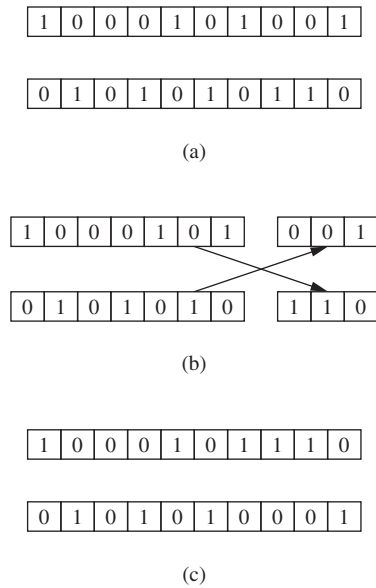 1 0 0 0 1 0 1 0 0 1
0 1 0 1 0 1 0 1 1 0
(a)
1 0 0 0 1 0 1 0 0 1
0 1 0 1 0 1 0 1 1 0
(b)
1 0 0 0 1 0 1 1 1 0
0 1 0 1 0 1 0 0 0 1
(c)